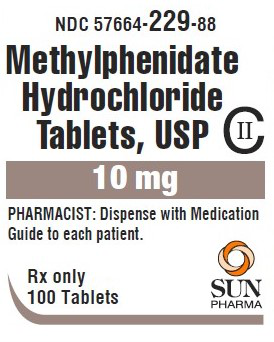 NDC 57664-229-88
Methylphenidate
Hydrochloride
Tablets, USP CII
10 mg
PHARMACIST: Dispense with Medication
Guide to each patient.
Rx only
100 Tablets
SUN
PHARMA